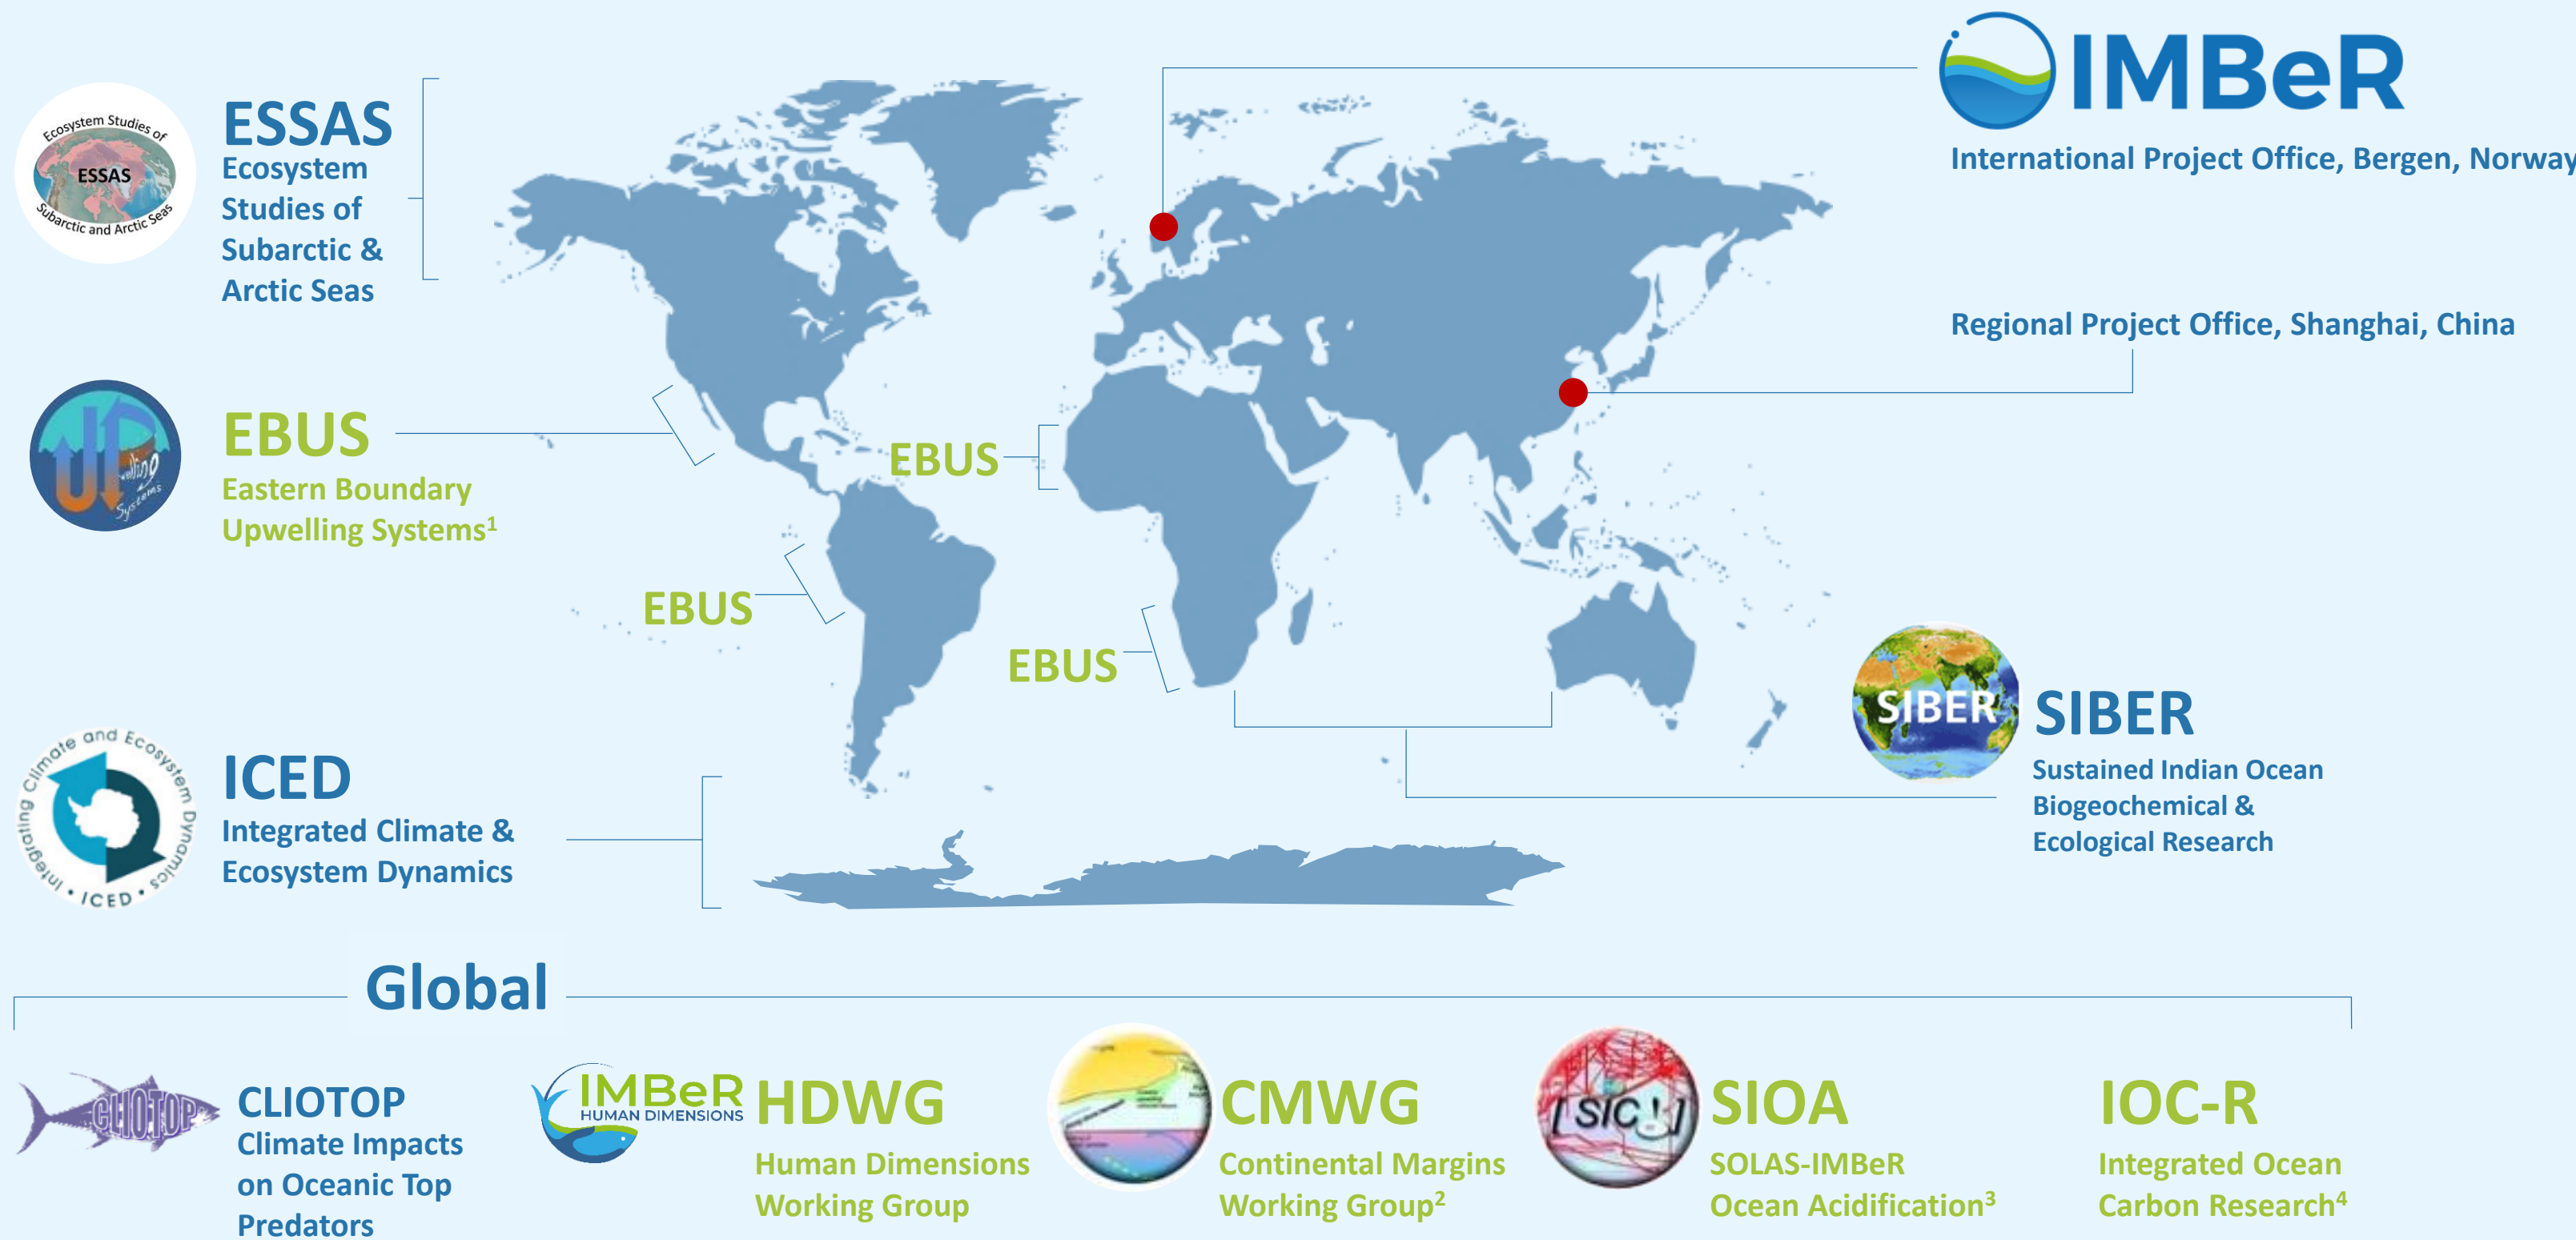 IMBeR
International Project Office, Bergen, Norway
Regional Project Office, Shanghai, China
Ecosystem Studies of
ESSAS
Subarctic and Arctic Seas
ESSAS
Ecosystem
Studies of
Subarctic &
Arctic Seas
UP
welling
Systems
EBUS
Eastern Boundary
Upwelling Systems¹
EBUS
EBUS
EBUS
SIBER
SIBER
Sustained Indian Ocean
Biogeochemical &
Ecological Research
Integrating Climate and Ecosystem Dynamics
• ICED •
ICED
Integrated Climate &
Ecosystem Dynamics
Global
CLIOTOP
CLIOTOP
Climate Impacts
on Oceanic Top
Predators
IMBeR
HUMAN DIMENSIONS
HDWG
Human Dimensions
Working Group
CMWG
Continental Margins
Working Group²
SIOA
SOLAS-IMBeR
Ocean Acidification³
IOC-R
Integrated Ocean
Carbon Research⁴